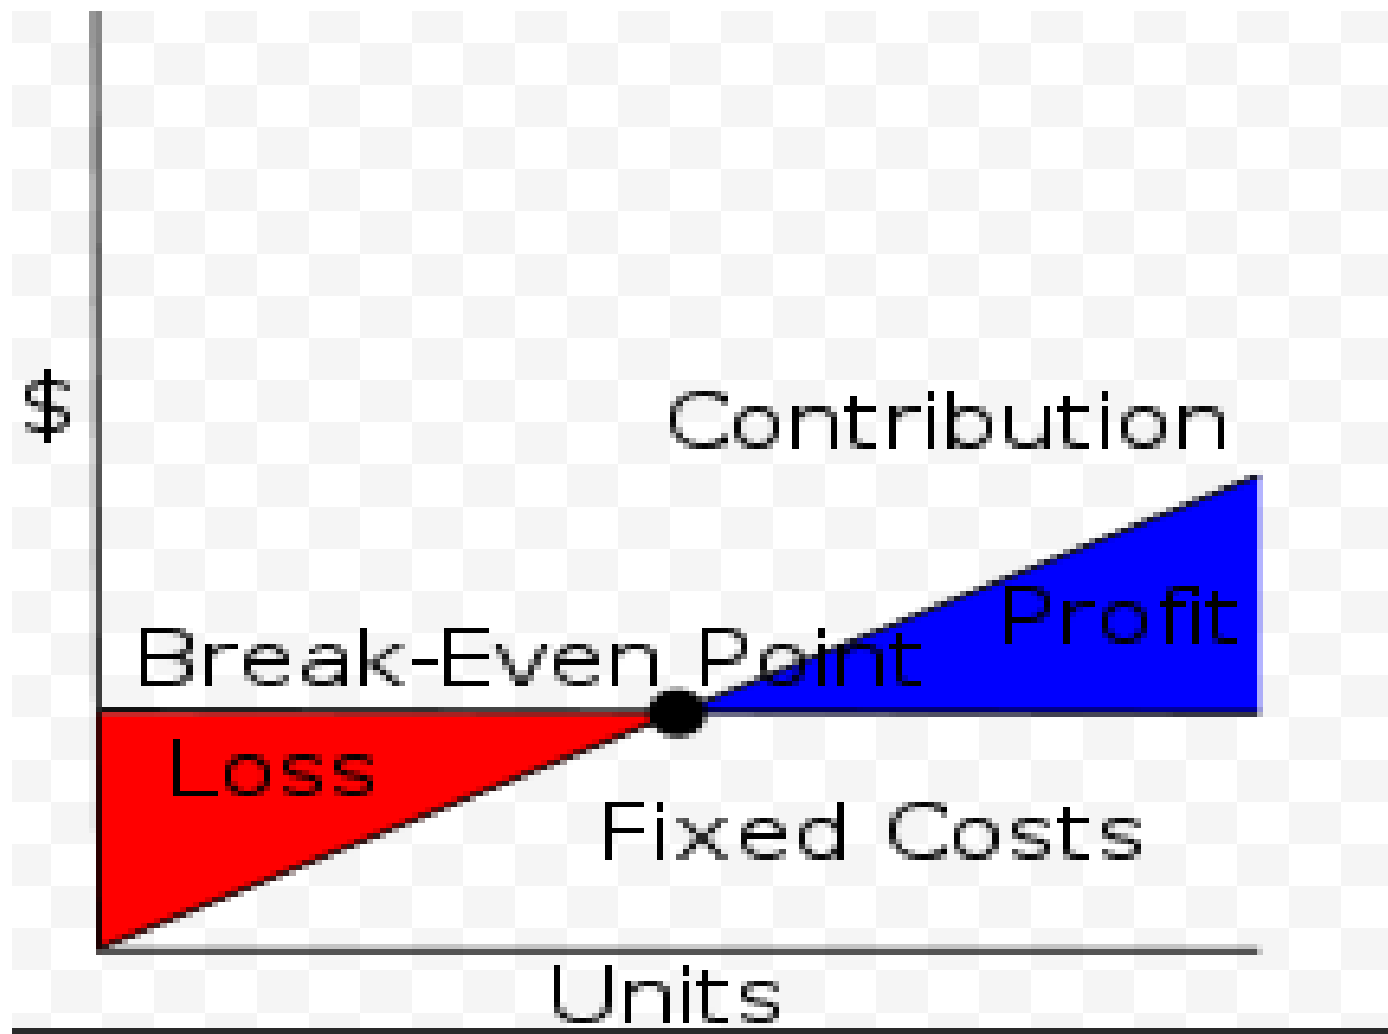 $
Contribution
Profit
Break-Even Point
Loss
Fixed Costs
Units